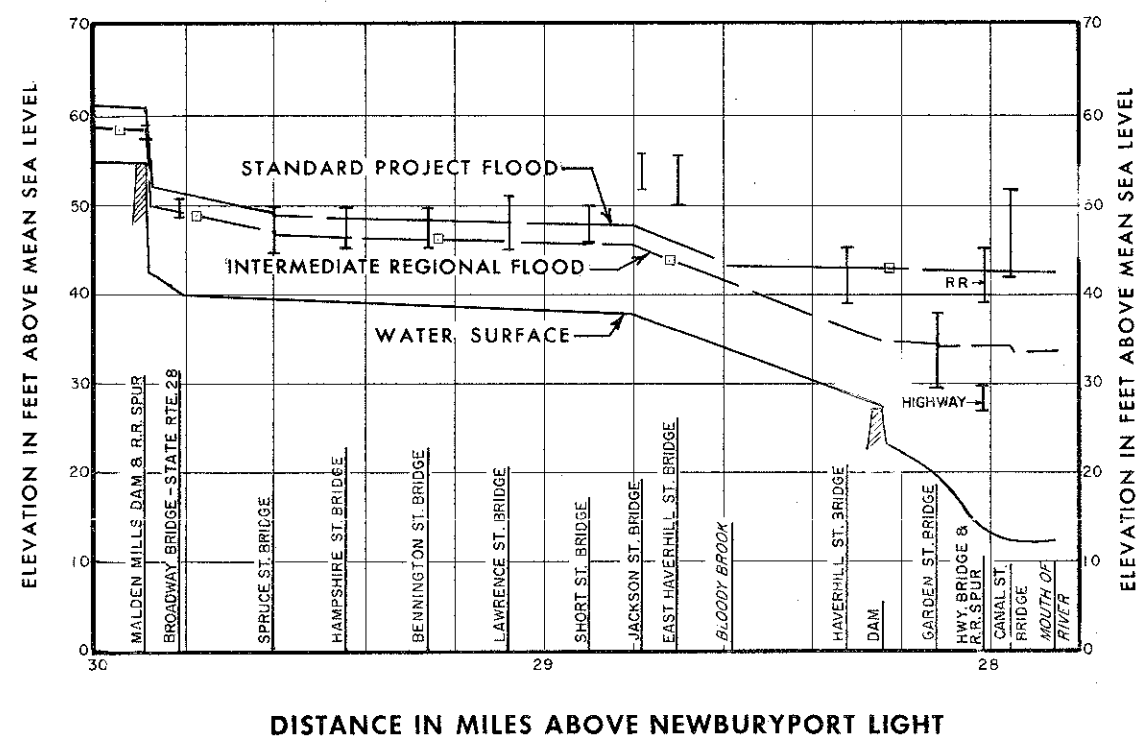 70
60
50
40
30
20
10
0
ELEVATION IN FEET ABOVE MEAN SEA LEVEL
70
60
50
40
30
20
10
0
ELEVATION IN FEET ABOVE MEAN SEA LEVEL
STANDARD PROJECT FLOOD
INTERMEDIATE REGIONAL FLOOD
WATER SURFACE
RR
HIGHWAY
MALDEN MILLS DAM & R.R. SPUR
BROADWAY BRIDGE - STATE RTE. 28
SPRUCE ST. BRIDGE
HAMPSHIRE ST. BRIDGE
BENNINGTON ST. BRIDGE
LAWRENCE ST. BRIDGE
SHORT ST. BRIDGE
JACKSON ST. BRIDGE
EAST HAVERHILL ST. BRIDGE
BLOODY BROOK
HAVERHILL ST. BRIDGE
DAM
GARDEN ST. BRIDGE
HWY. BRIDGE &
R.R. SPUR
CANAL ST.
BRIDGE
MOUTH OF
RIVER
30
29
28
DISTANCE IN MILES ABOVE NEWBURYPORT LIGHT